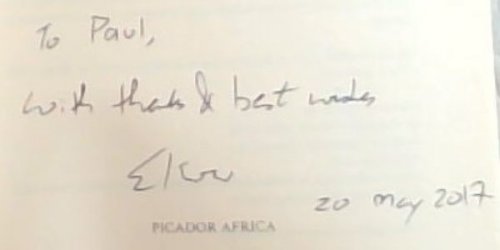 To Paul,
with thanks & best wishes
20 May 2017
PICADOR AFRICA